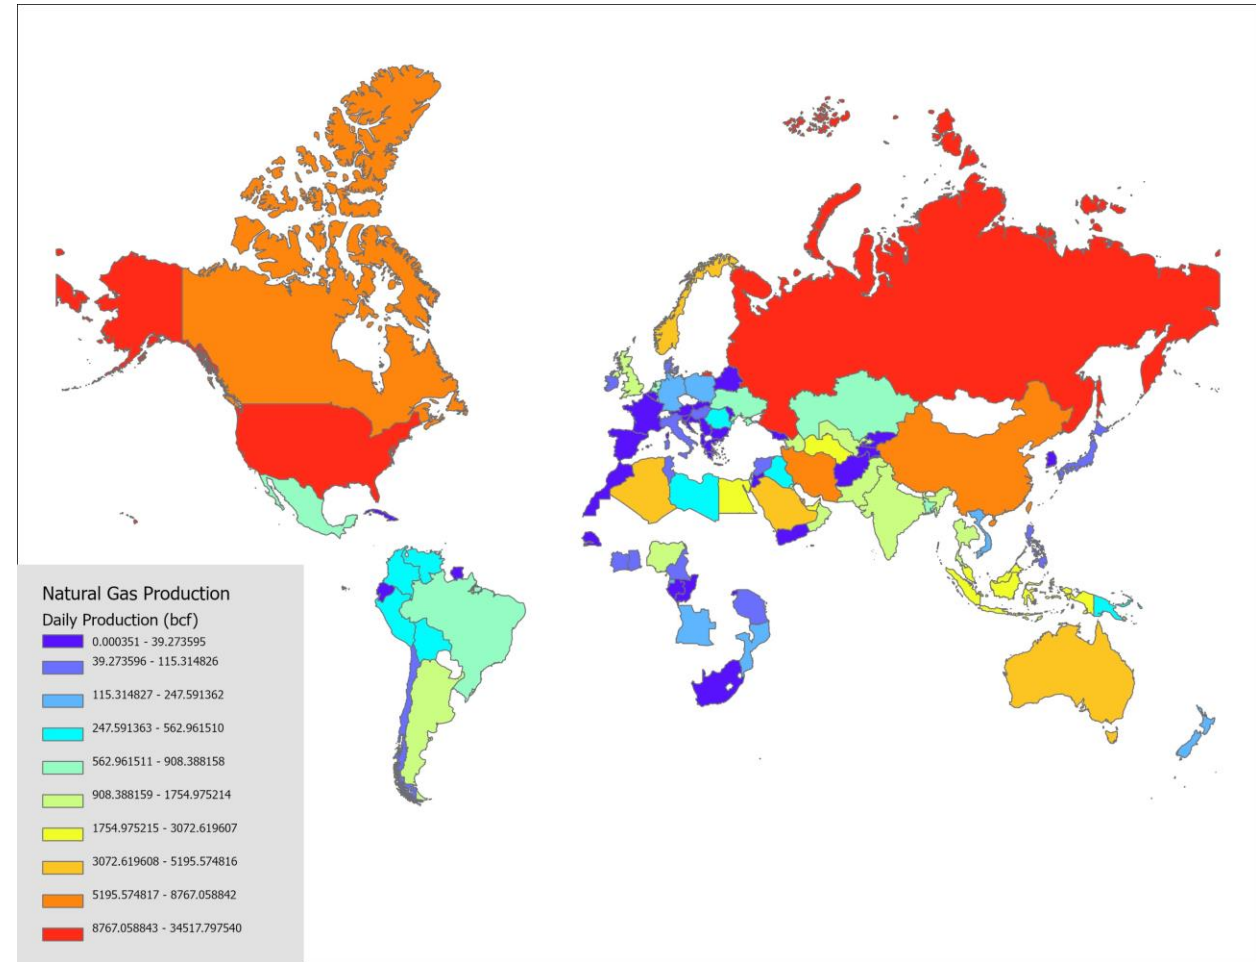 Natural Gas Production
Daily Production (bcf)
0.000351 - 39.273595
39.273596 - 115.314826
115.314827 - 247.591362
247.591363 - 562.961510
562.961511 - 908.388158
908.388159 - 1754.975214
1754.975215 - 3072.619607
3072.619608 - 5195.574816
5195.574817 - 8767.058842
8767.058843 - 34517.797540